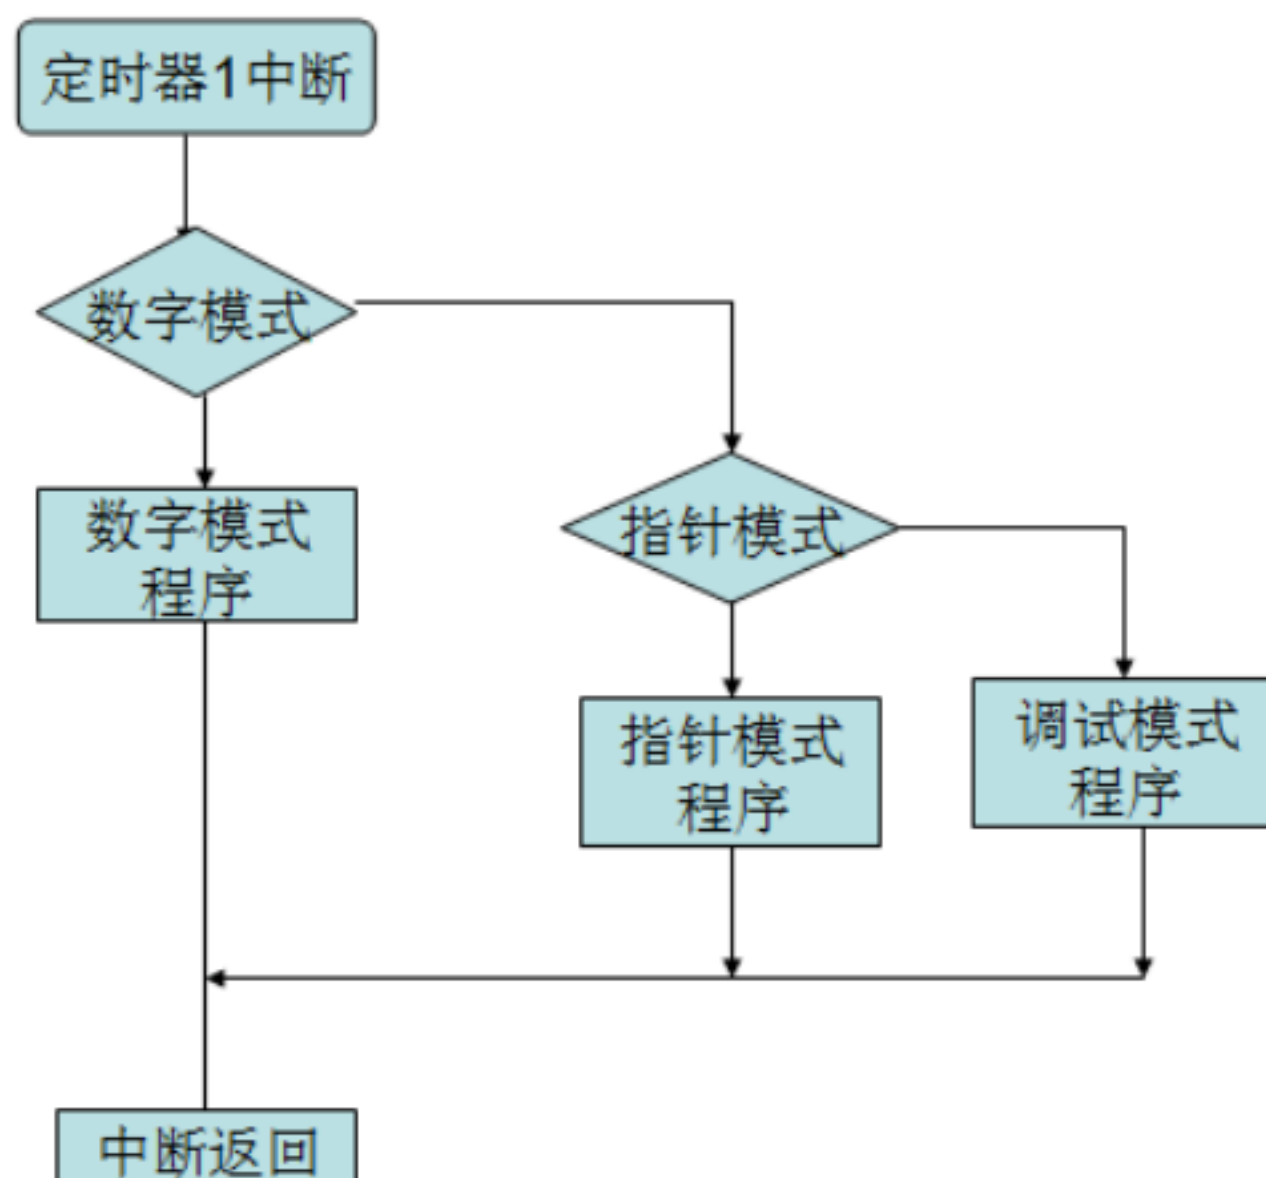 定时器1中断
数字模式
数字模式
程序
指针模式
指针模式
程序
调试模式
程序
中断返回